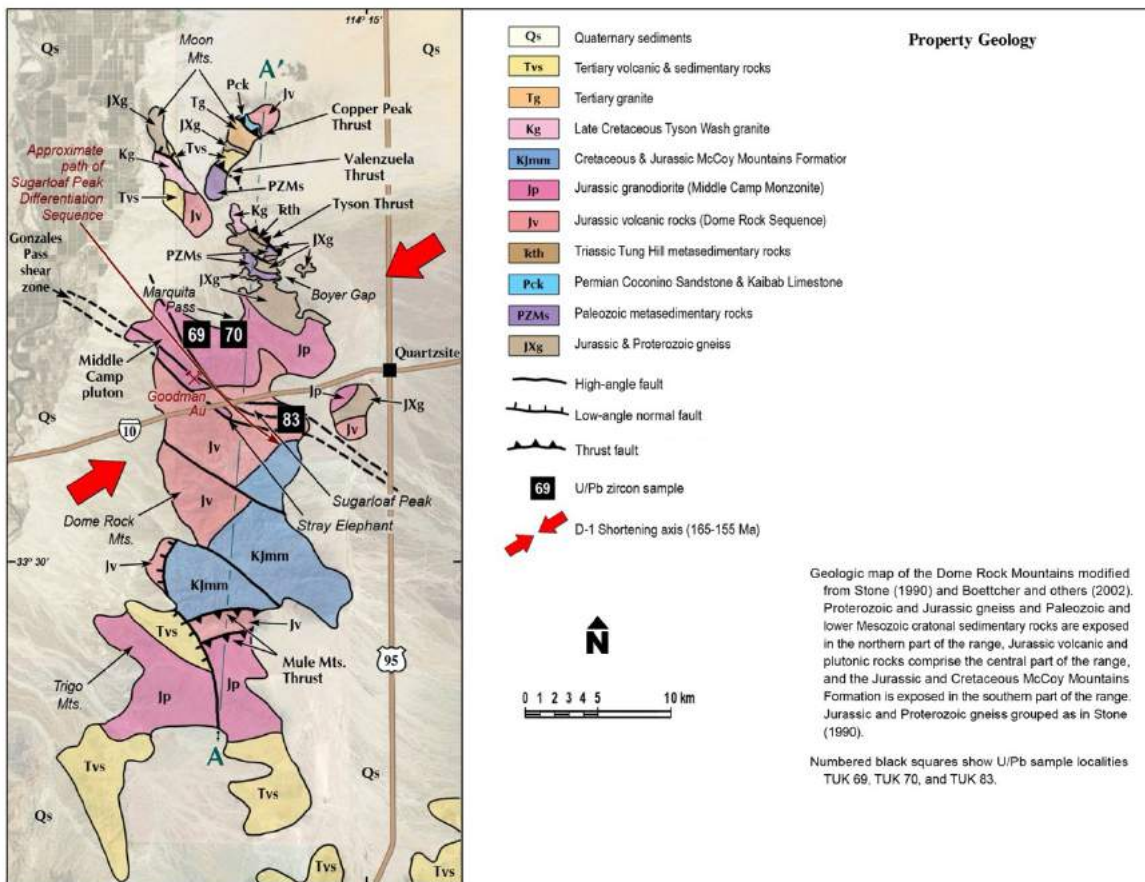 114° 15'
Qs
Moon
Mts.
Qs
A'
Pck
Jv
Tg
JXg
JXg
Copper Peak
Thrust
Approximate
path of
Sugarloaf Peak
Differentiation
Sequence
Kg
Tvs
Valenzuela
Thrust
PZMs
Tvs
Jv
Kg
Ћth
Tyson Thrust
Gonzales
Pass
shear
zone
PZMs
JXg
JXg
Boyer Gap
Marquita
Pass
69
70
Jp
Quartzsite
Middle
Camp
pluton
Goodman
Au
Jp
JXg
Qs
83
Jv
10
Jv
Jv
Sugarloaf Peak
Dome Rock
Mts.
Stray Elephant
33° 30'
Jv
KJmm
KJmm
Tvs
Jv
Mule Mts.
Thrust
95
Trigo
Mts.
Jp
Jp
A
Tvs
Tvs
Qs
Qs
Tvs
Tvs
Property Geology
Qs Quaternary sediments
Tvs Tertiary volcanic & sedimentary rocks
Tg Tertiary granite
Kg Late Cretaceous Tyson Wash granite
KJmm Cretaceous & Jurassic McCoy Mountains Formation
Jp Jurassic granodiorite (Middle Camp Monzonite)
Jv Jurassic volcanic rocks (Dome Rock Sequence)
Ћth Triassic Tung Hill metasedimentary rocks
Pck Permian Coconino Sandstone & Kaibab Limestone
PZMs Paleozoic metasedimentary rocks
JXg Jurassic & Proterozoic gneiss
High-angle fault
Low-angle normal fault
Thrust fault
69 U/Pb zircon sample
D-1 Shortening axis (165-155 Ma)
N
0 1 2 3 4 5 10 km
Geologic map of the Dome Rock Mountains modified
from Stone (1990) and Boettcher and others (2002).
Proterozoic and Jurassic gneiss and Paleozoic and
lower Mesozoic cratonal sedimentary rocks are exposed
in the northern part of the range, Jurassic volcanic and
plutonic rocks comprise the central part of the range,
and the Jurassic and Cretaceous McCoy Mountains
Formation is exposed in the southern part of the range.
Jurassic and Proterozoic gneiss grouped as in Stone
(1990).
Numbered black squares show U/Pb sample localities
TUK 69, TUK 70, and TUK 83.